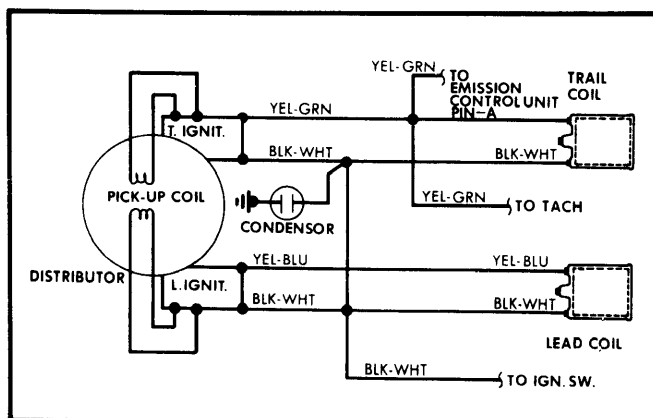 YEL-GRN
TO
EMISSION
CONTROL UNIT
PIN-A
TRAIL
COIL
YEL-GRN
T. IGNIT.
BLK-WHT
BLK-WHT
PICK-UP COIL
YEL-GRN
TO TACH
CONDENSOR
DISTRIBUTOR
YEL-BLU
YEL-BLU
L. IGNIT.
BLK-WHT
BLK-WHT
LEAD COIL
BLK-WHT
TO IGN. SW.